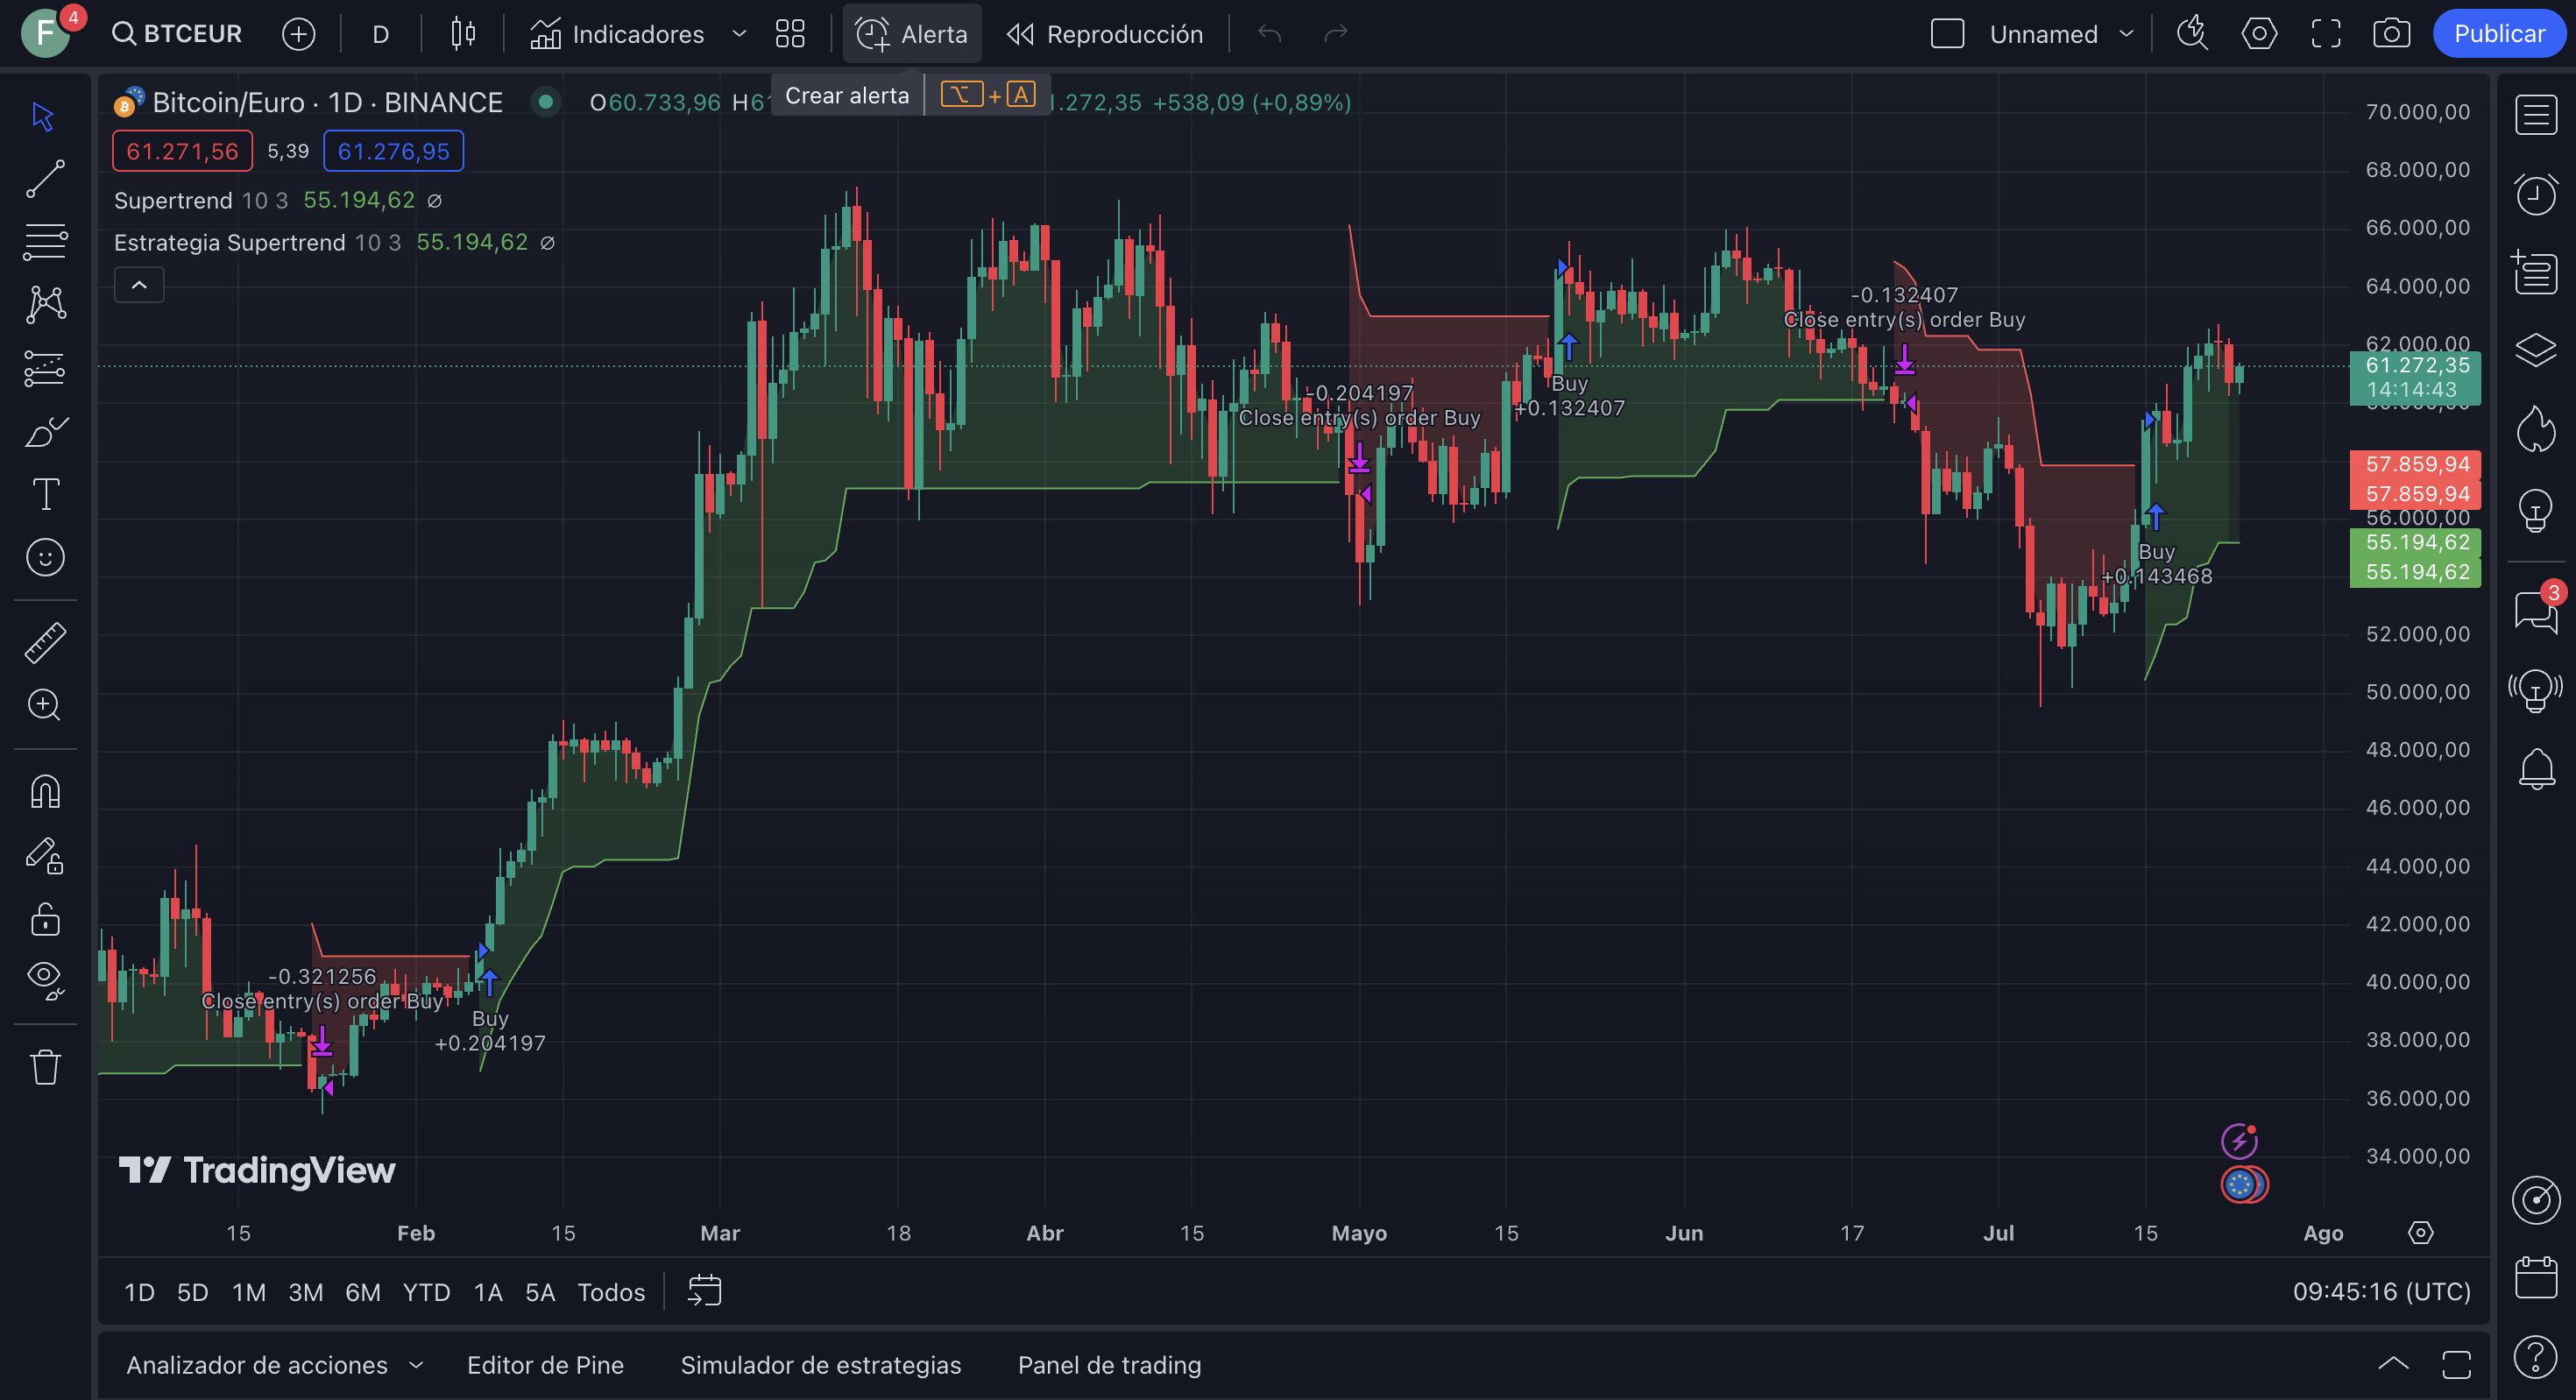 F
4
BTCEUR
D
Indicadores
Alerta
Reproducción
Unnamed
Publicar
Crear alerta
⌥ + A
Bitcoin/Euro · 1D · BINANCE
O60.733,96 H61
1.272,35 +538,09 (+0,89%)
61.271,56
5,39
61.276,95
Supertrend 10 3 55.194,62 ∅
Estrategia Supertrend 10 3 55.194,62 ∅
70.000,00
68.000,00
66.000,00
64.000,00
62.000,00
61.272,35
14:14:43
57.859,94
57.859,94
56.000,00
55.194,62
55.194,62
52.000,00
50.000,00
48.000,00
46.000,00
44.000,00
42.000,00
40.000,00
38.000,00
36.000,00
34.000,00
-0.321256
Close entry(s) order Buy
Buy
+0.204197
-0.204197
Close entry(s) order Buy
Buy
+0.132407
-0.132407
Close entry(s) order Buy
Buy
+0.143468
3
TradingView
15
Feb
15
Mar
18
Abr
15
Mayo
15
Jun
17
Jul
15
Ago
1D
5D
1M
3M
6M
YTD
1A
5A
Todos
09:45:16 (UTC)
Analizador de acciones
Editor de Pine
Simulador de estrategias
Panel de trading